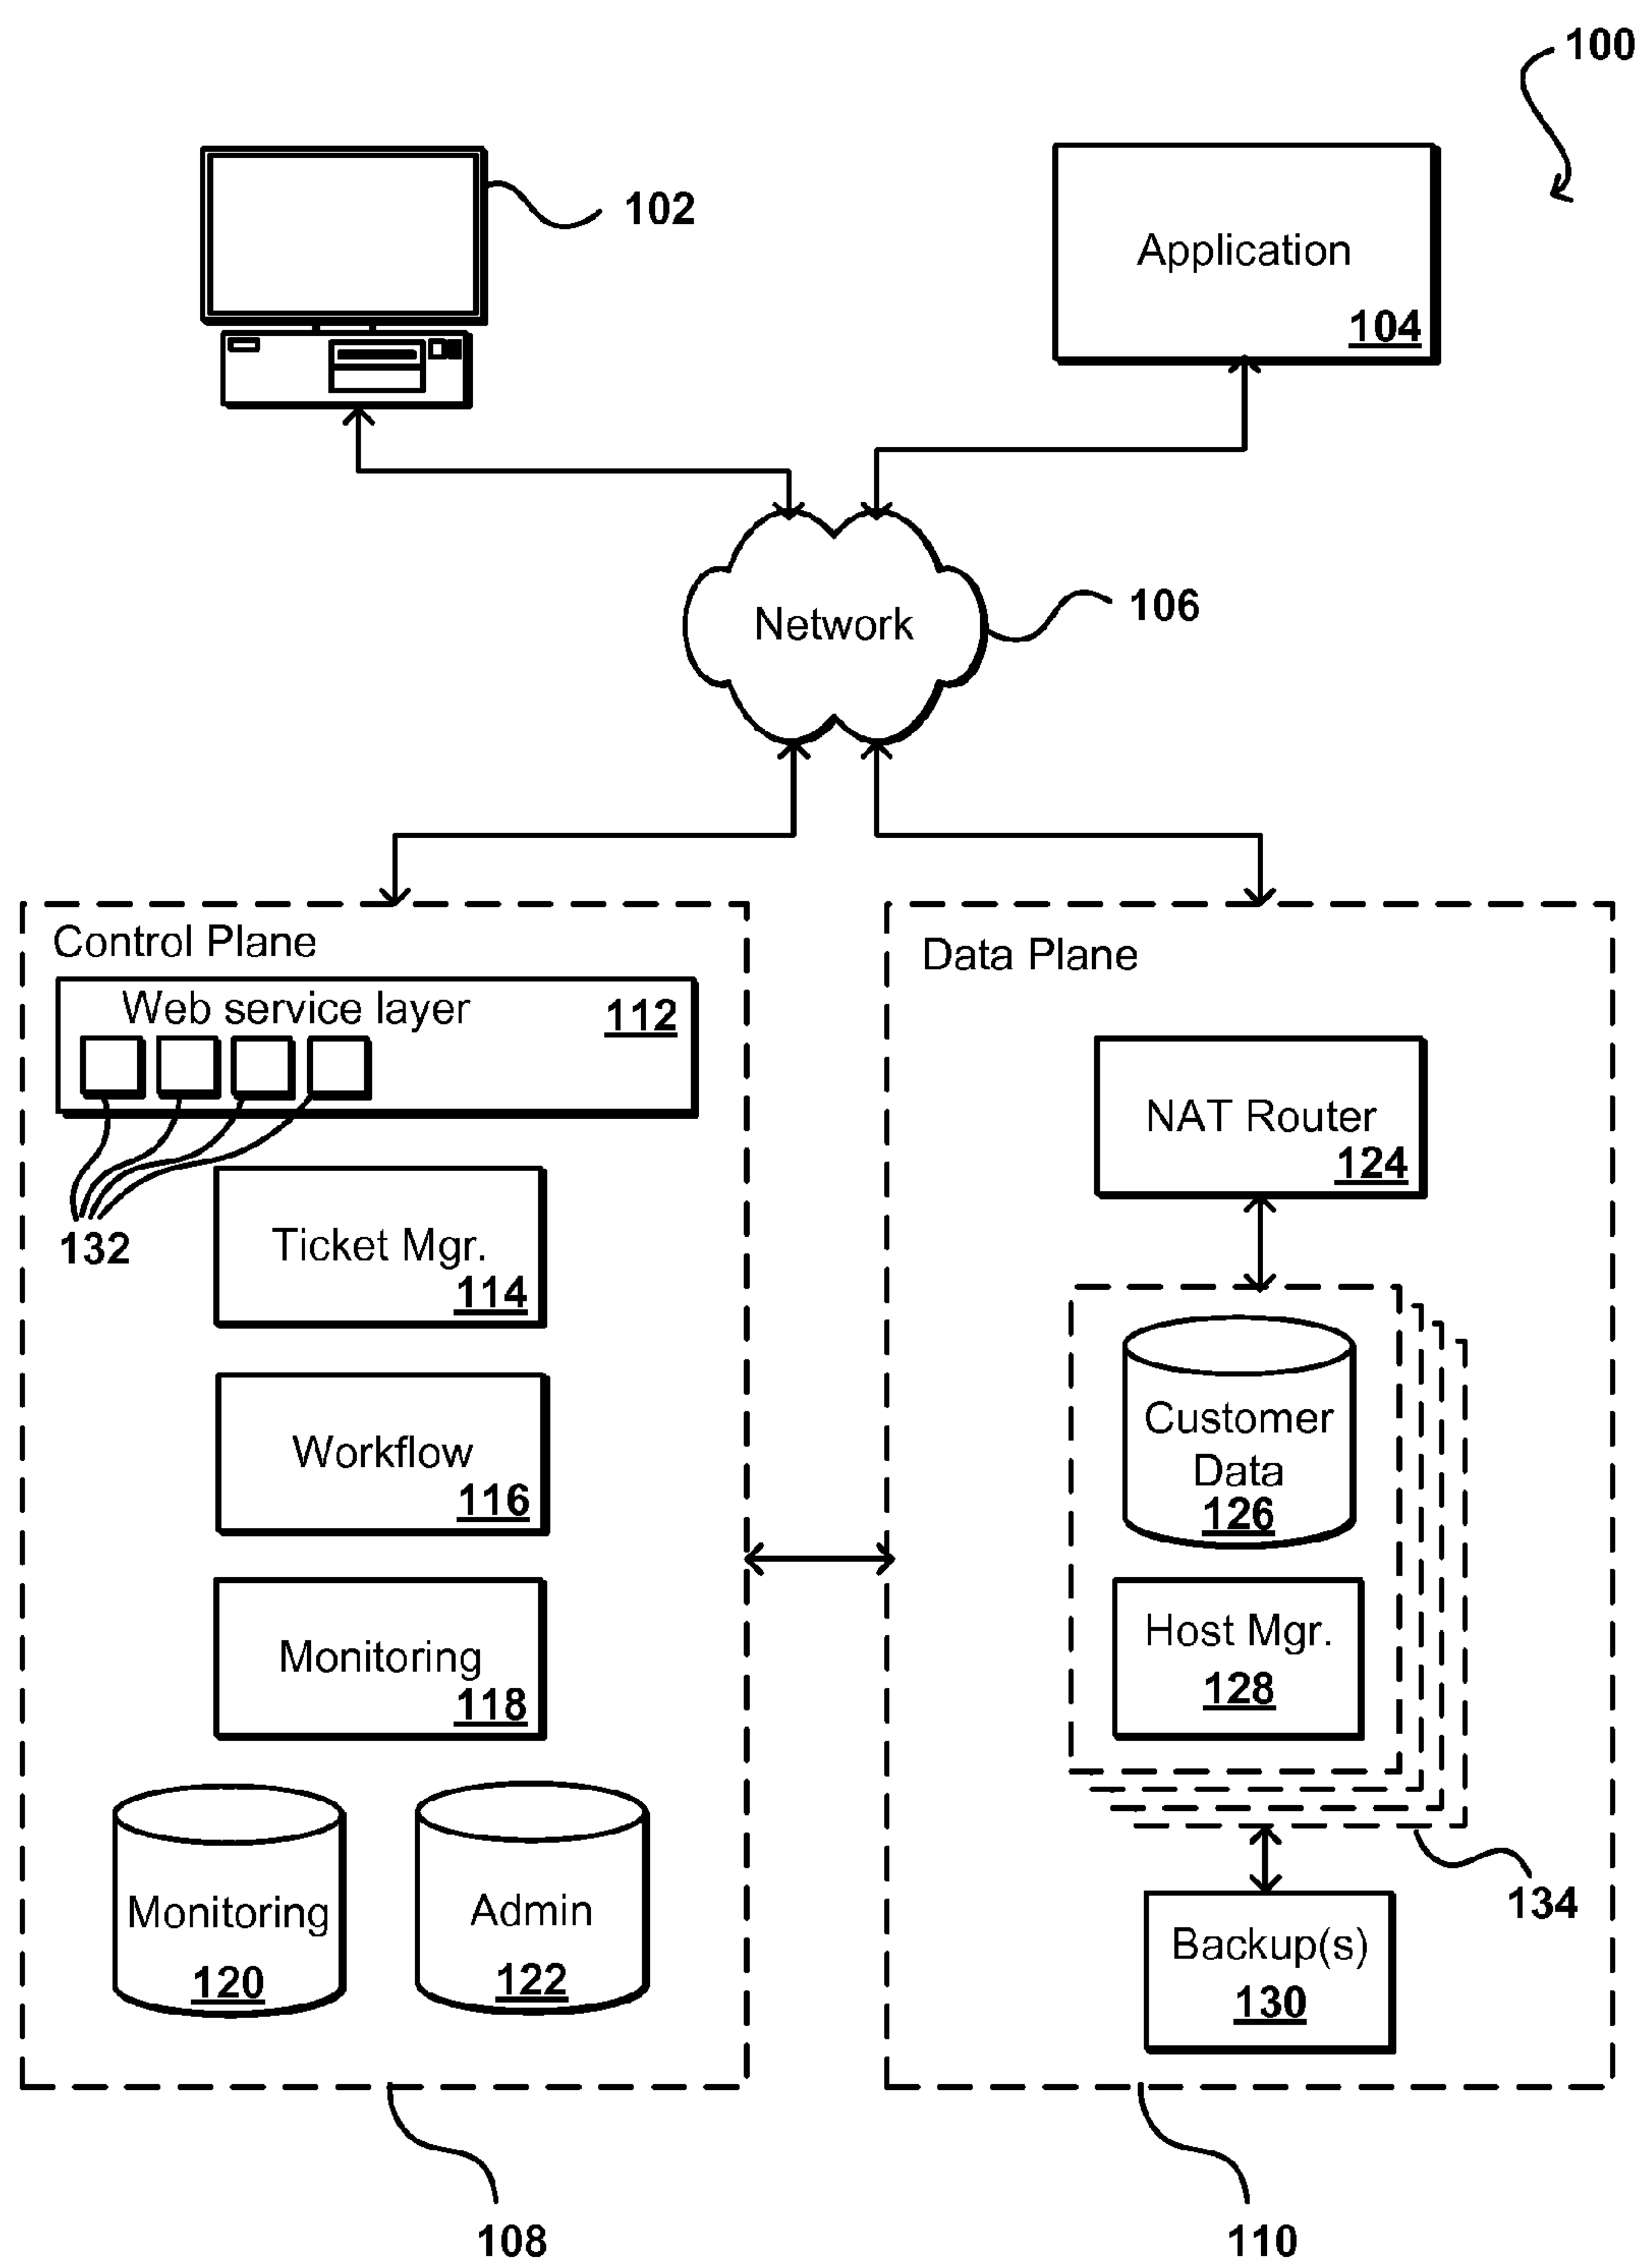 100
102
Application
104
Network
106
Control Plane
Web service layer
112
132
Ticket Mgr.
114
Workflow
116
Monitoring
118
Monitoring
120
Admin
122
108
Data Plane
NAT Router
124
Customer
Data
126
Host Mgr.
128
134
Backup(s)
130
110